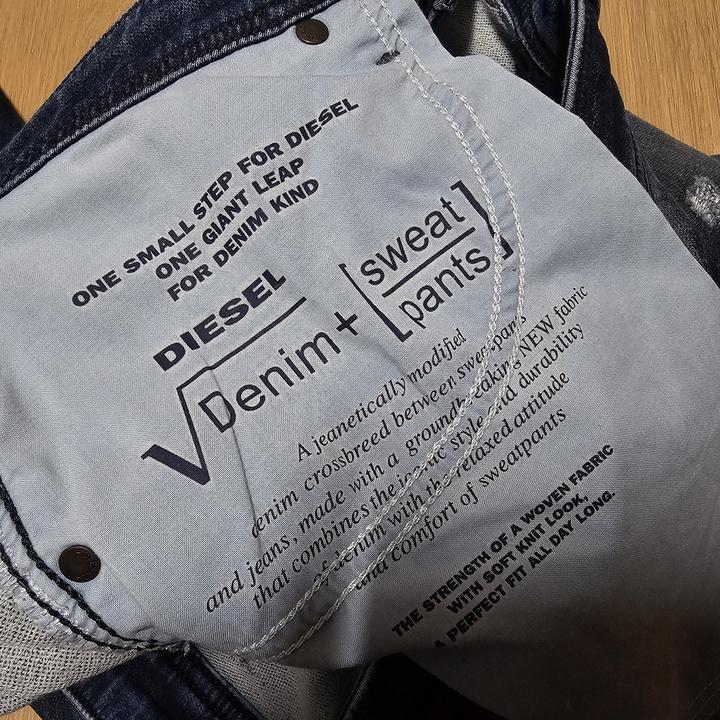 ONE SMALL STEP FOR DIESEL
ONE GIANT LEAP
FOR DENIM KIND
DIESEL
√Denim + [sweat
pants]
A jeanetically modified
denim crossbreed between sweatpants
and jeans, made with a groundbreaking NEW fabric
that combines the iconic style and durability
of denim with the relaxed attitude
and comfort of sweatpants
THE STRENGTH OF A WOVEN FABRIC
WITH SOFT KNIT LOOK,
A PERFECT FIT ALL DAY LONG.